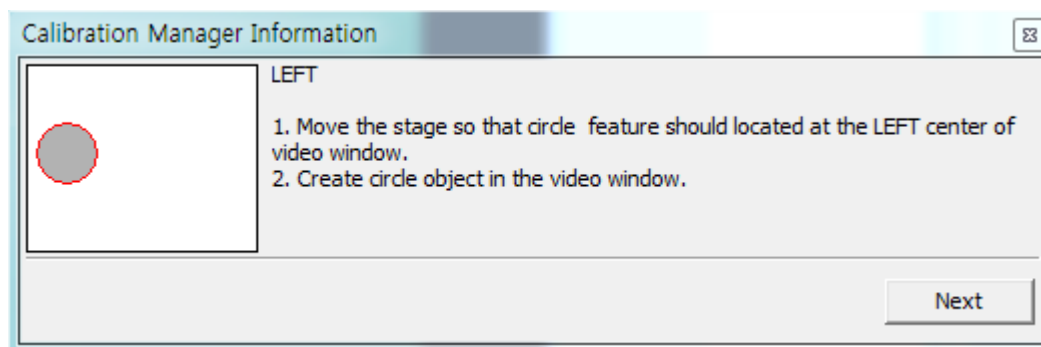 Calibration Manager Information
LEFT
1. Move the stage so that circle  feature should located at the LEFT center of
video window.
2. Create circle object in the video window.
Next